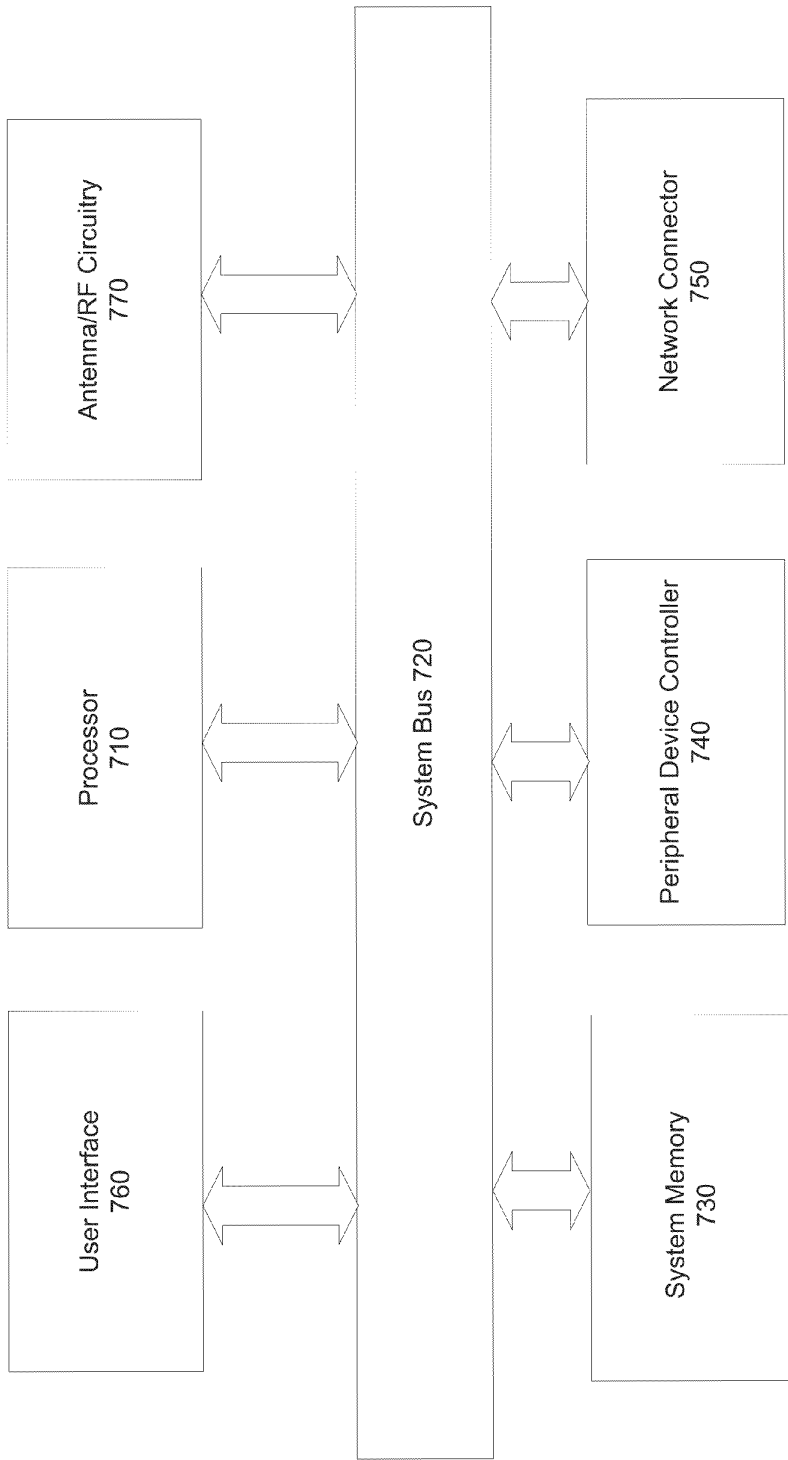 User Interface
760
Processor
710
Antenna/RF Circuitry
770
System Bus 720
System Memory
730
Peripheral Device Controller
740
Network Connector
750